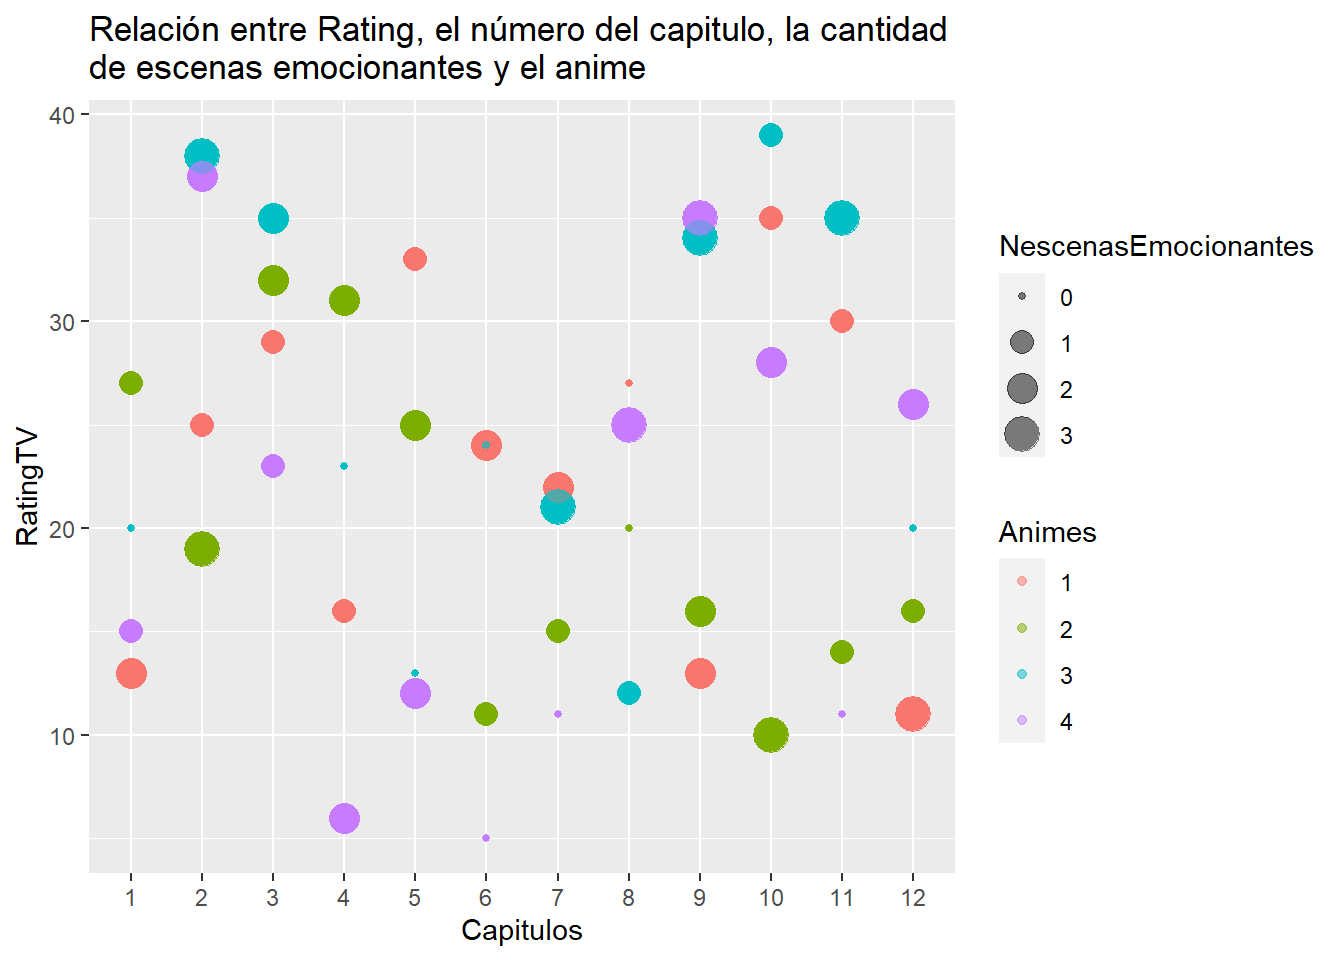 Relación entre Rating, el número del capitulo, la cantidad
de escenas emocionantes y el anime
40
30
20
10
RatingTV
1 2 3 4 5 6 7 8 9 10 11 12
Capitulos
NescenasEmocionantes
0
1
2
3
Animes
1
2
3
4